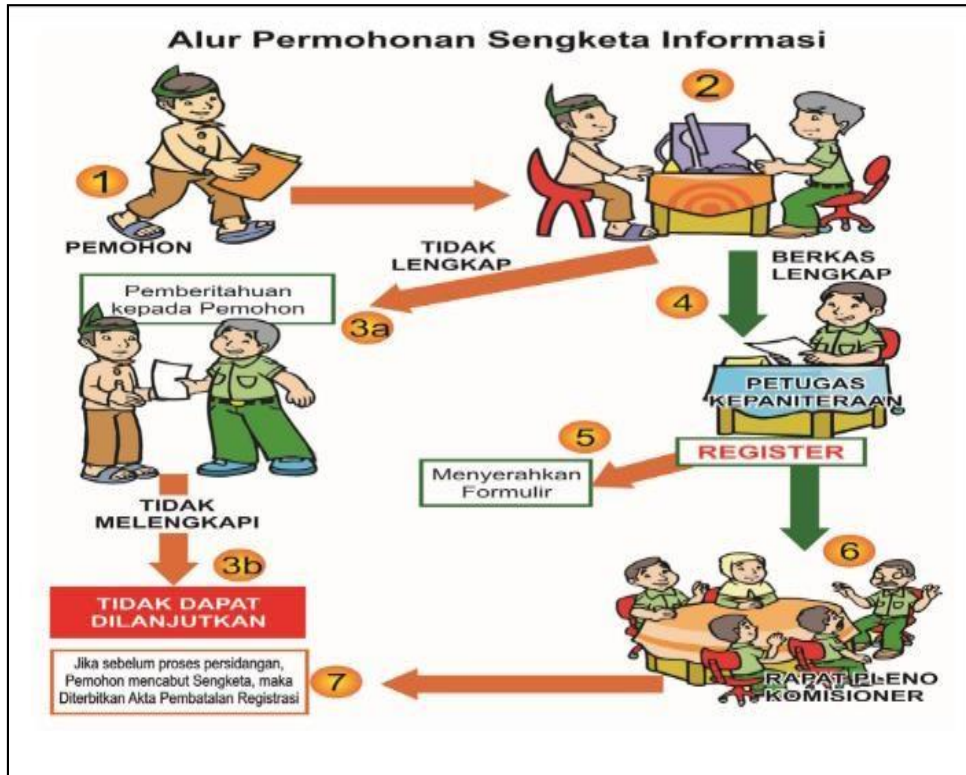 Alur Permohonan Sengketa Informasi
1
PEMOHON
2
TIDAK
LENGKAP
BERKAS
LENGKAP
Pemberitahuan
kepada Pemohon
3a
4
PETUGAS
KEPANITERAAN
REGISTER
5
Menyerahkan
Formulir
TIDAK
MELENGKAPI
3b
6
TIDAK DAPAT
DILANJUTKAN
Jika sebelum proses persidangan,
Pemohon mencabut Sengketa, maka
Diterbitkan Akta Pembatalan Registrasi
7
RAPAT PLENO
KOMISIONER